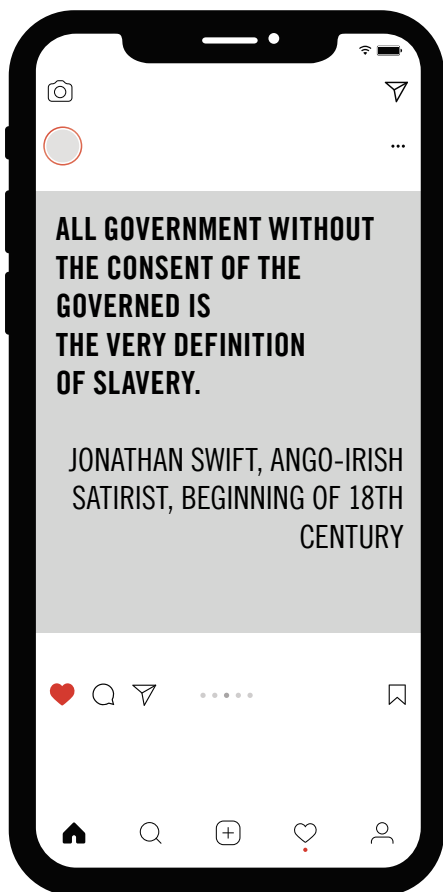 ALL GOVERNMENT WITHOUT
THE CONSENT OF THE
GOVERNED IS
THE VERY DEFINITION
OF SLAVERY.
JONATHAN SWIFT, ANGO-IRISH
SATIRIST, BEGINNING OF 18TH
CENTURY